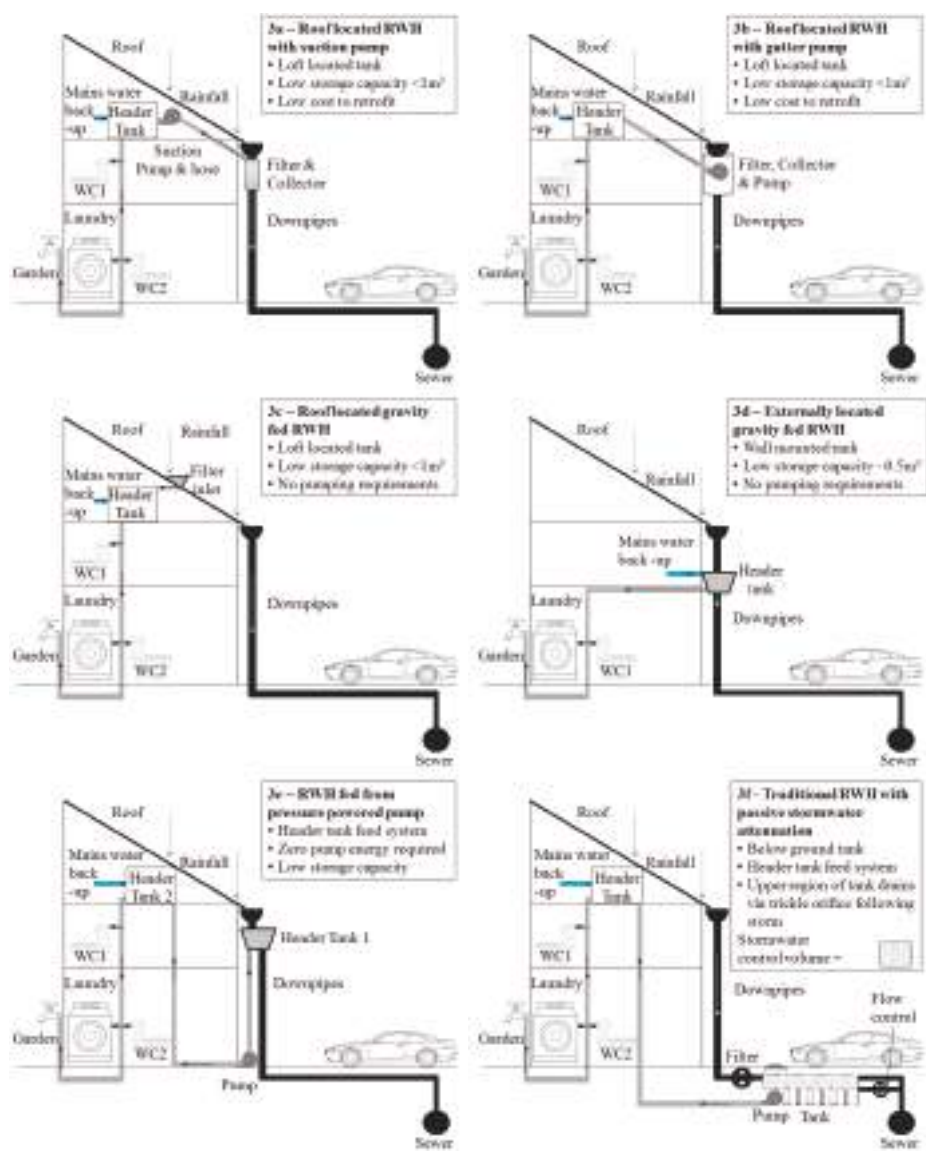 3a – Roof located RWH
with suction pump
• Loft located tank
• Low storage capacity <1m³
• Low cost to retrofit
Roof
Rainfall
Mains water
back
-up
Header
Tank
Suction
Pump & hose
Filter &
Collector
WC1
Laundry
Downpipes
Garden
WC2
Sewer
3b – Roof located RWH
with gutter pump
• Loft located tank
• Low storage capacity <1m³
• Low cost to retrofit
Roof
Rainfall
Mains water
back
-up
Header
Tank
Filter, Collector
& Pump
WC1
Laundry
Downpipes
Garden
WC2
Sewer
3c – Roof located gravity
fed RWH
• Loft located tank
• Low storage capacity <1m³
• No pumping requirements
Roof
Rainfall
Mains water
back
-up
Header
Tank
Filter
inlet
WC1
Laundry
Downpipes
Garden
WC2
Sewer
3d – Externally located
gravity fed RWH
• Wall mounted tank
• Low storage capacity ~0.5m³
• No pumping requirements
Roof
Rainfall
Mains water
back -up
Header
tank
Laundry
Downpipes
Garden
WC1
Sewer
3e – RWH fed from
pressure powered pump
• Header tank feed system
• Zero pump energy required
• Low storage capacity
Roof
Rainfall
Mains water
back
-up
Header
Tank 2
Header Tank 1
WC1
Laundry
Downpipes
Garden
WC2
Pump
Sewer
3f - Traditional RWH with
passive stormwater
attenuation
• Below ground tank
• Header tank feed system
• Upper region of tank drains
via trickle orifice following
storm
Stormwater
control volume =
Roof
Rainfall
Mains water
back
-up
Header
Tank
WC1
Laundry
Downpipes
Flow
control
Garden
WC2
Filter
Pump
Tank
Sewer